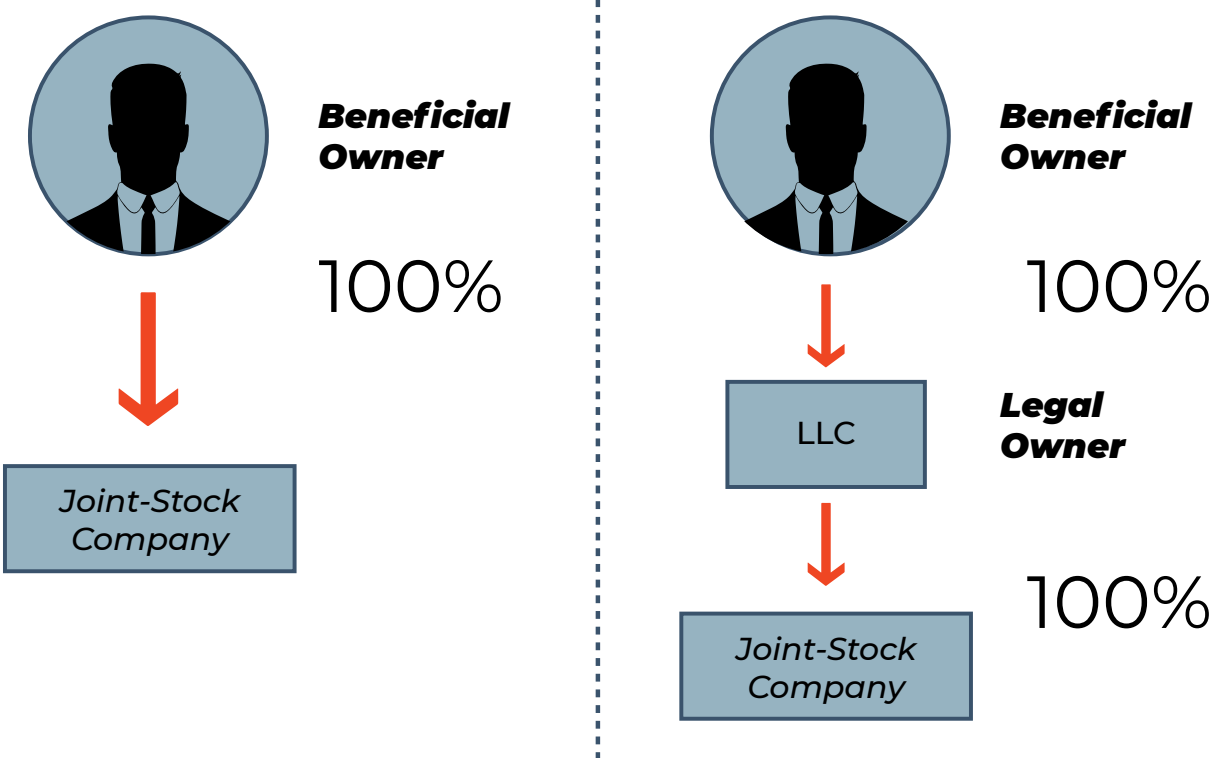 Beneficial
Owner
100%
Joint-Stock
Company
Beneficial
Owner
100%
LLC
Legal
Owner
100%
Joint-Stock
Company